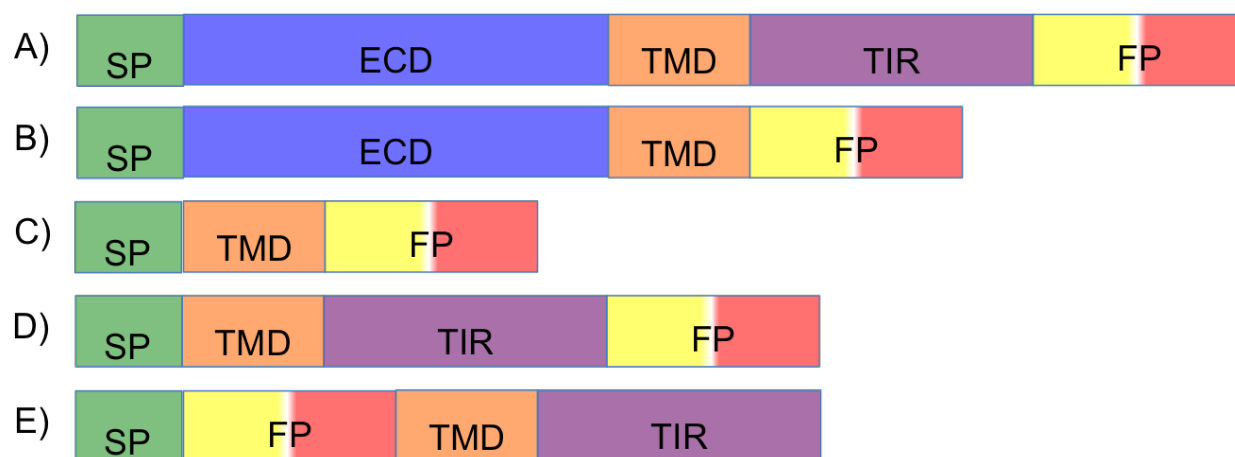 A) SP ECD TMD TIR FP
B) SP ECD TMD FP
C) SP TMD FP
D) SP TMD TIR FP
E) SP FP TMD TIR